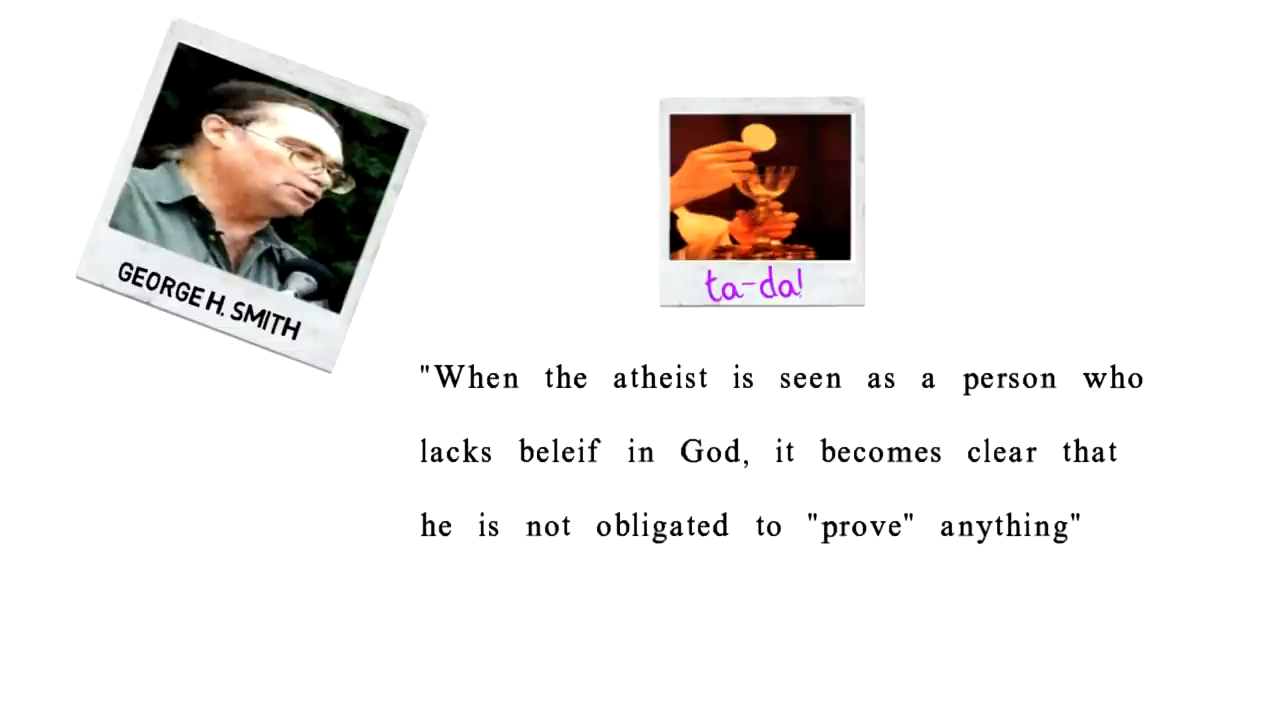 GEORGE H. SMITH
ta-da!
"When the atheist is seen as a person who
lacks beleif in God, it becomes clear that
he is not obligated to "prove" anything"